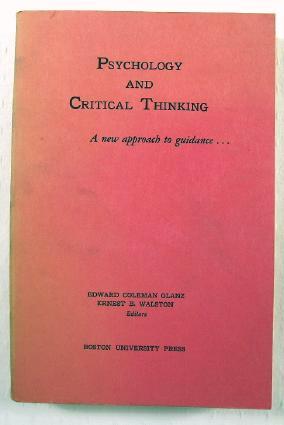 PSYCHOLOGY
AND
CRITICAL THINKING
A new approach to guidance . . .
EDWARD COLEMAN GLANZ
ERNEST B. WALSTON
Editors
BOSTON UNIVERSITY PRESS